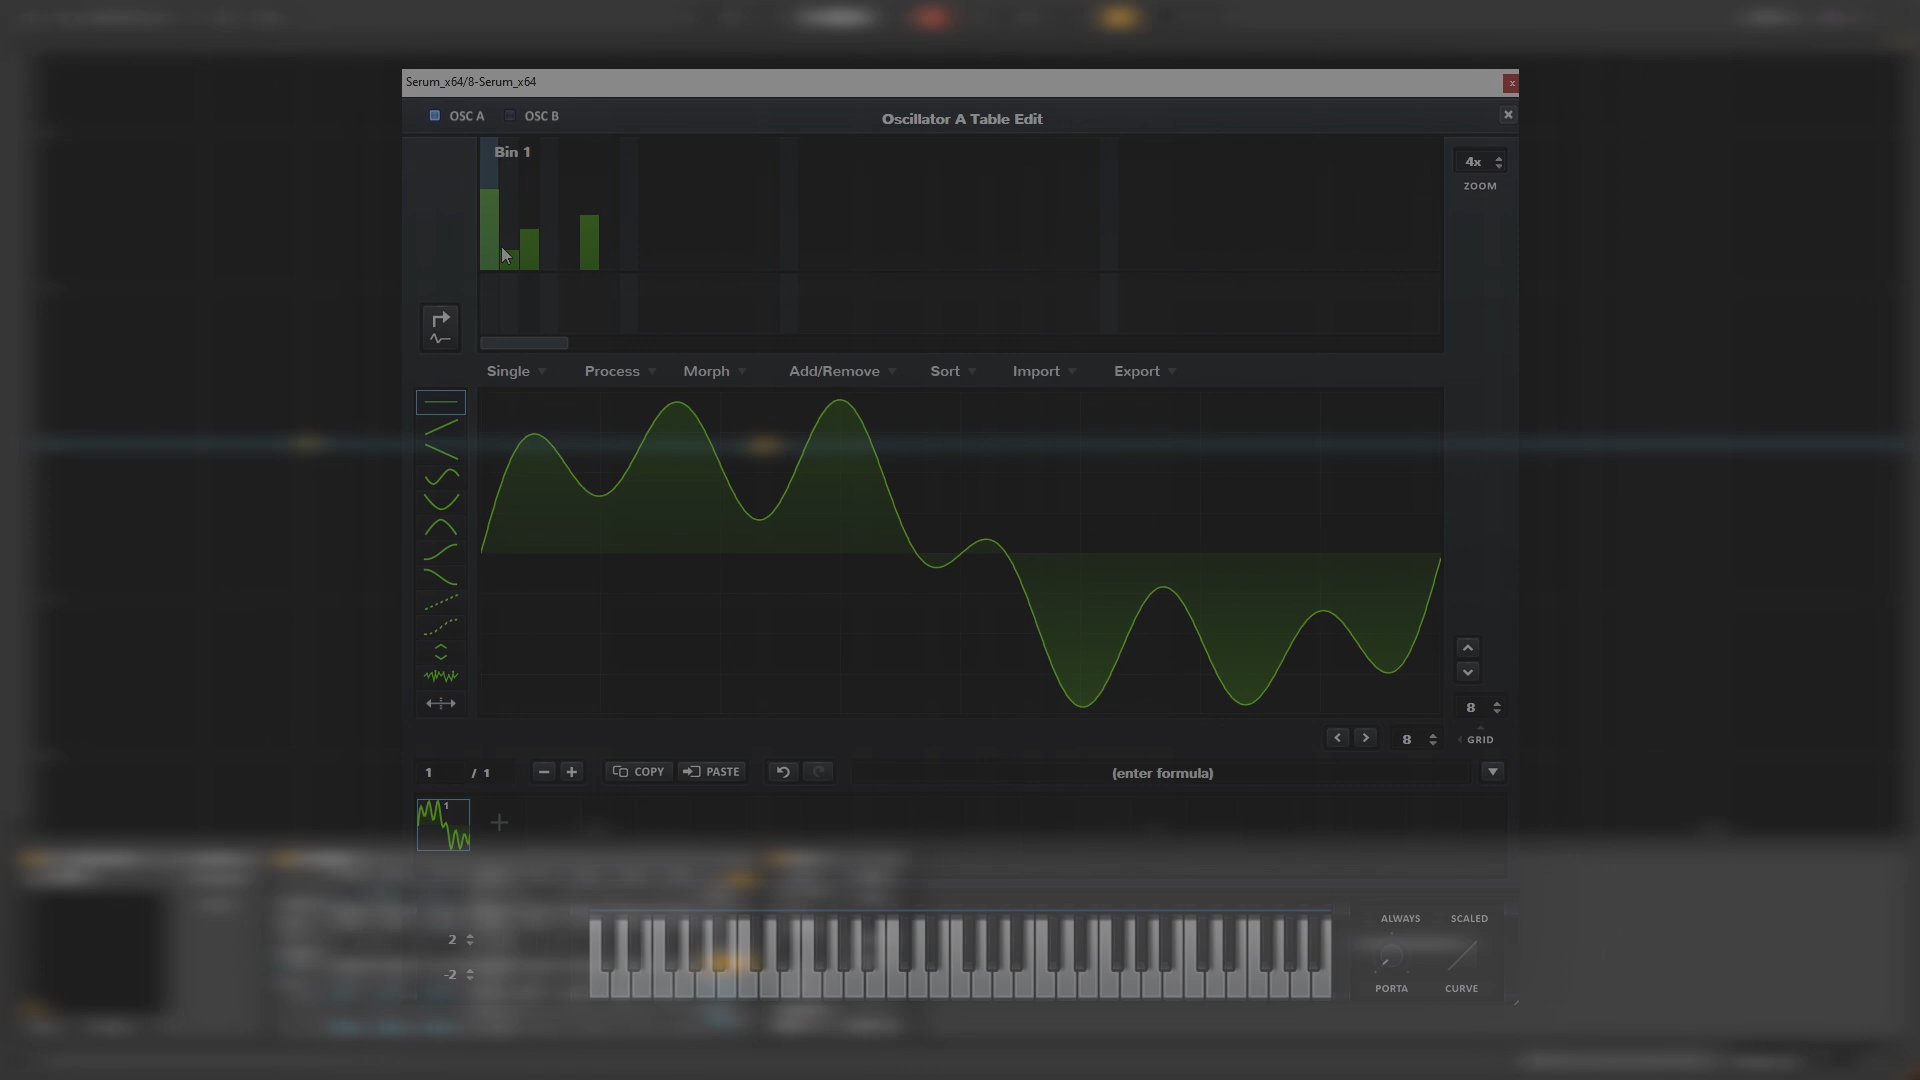 Serum_x64/8-Serum_x64
x
OSC A OSC B
Oscillator A Table Edit
Bin 1
4x
ZOOM
Single Process Morph Add/Remove Sort Import Export
8
8 GRID
1 / 1 COPY PASTE (enter formula)
1
2
-2
ALWAYS SCALED
PORTA CURVE